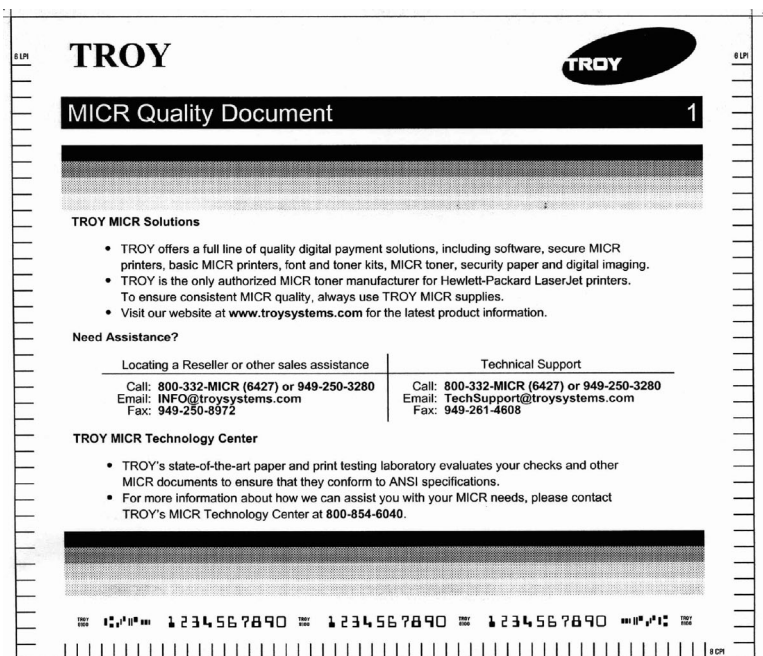 6 LPI
TROY
TROY
6 LPI
MICR Quality Document 1
TROY MICR Solutions
• TROY offers a full line of quality digital payment solutions, including software, secure MICR
printers, basic MICR printers, font and toner kits, MICR toner, security paper and digital imaging.
• TROY is the only authorized MICR toner manufacturer for Hewlett-Packard LaserJet printers.
To ensure consistent MICR quality, always use TROY MICR supplies.
• Visit our website at www.troysystems.com for the latest product information.
Need Assistance?
Locating a Reseller or other sales assistance
Call: 800-332-MICR (6427) or 949-250-3280
Email: INFO@troysystems.com
Fax: 949-250-8972
Technical Support
Call: 800-332-MICR (6427) or 949-250-3280
Email: TechSupport@troysystems.com
Fax: 949-261-4608
TROY MICR Technology Center
• TROY's state-of-the-art paper and print testing laboratory evaluates your checks and other
MICR documents to ensure that they conform to ANSI specifications.
• For more information about how we can assist you with your MICR needs, please contact
TROY's MICR Technology Center at 800-854-6040.
TROY 1234567890 TROY 1234567890 TROY 1234567890 TROY
8 CPI